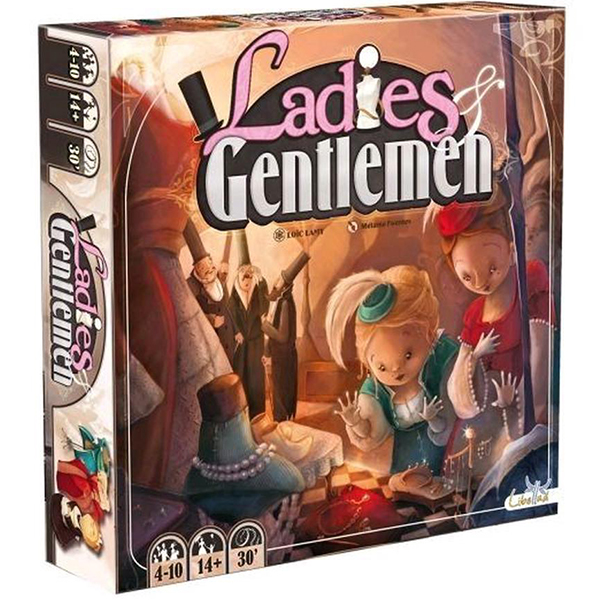 Ladies &
Gentlemen
LOÏC LAMY
Mélanie Fuentes
4-10
14+
30'
Ladies &
Gentlemen
4-10
14+
30'
Libellud